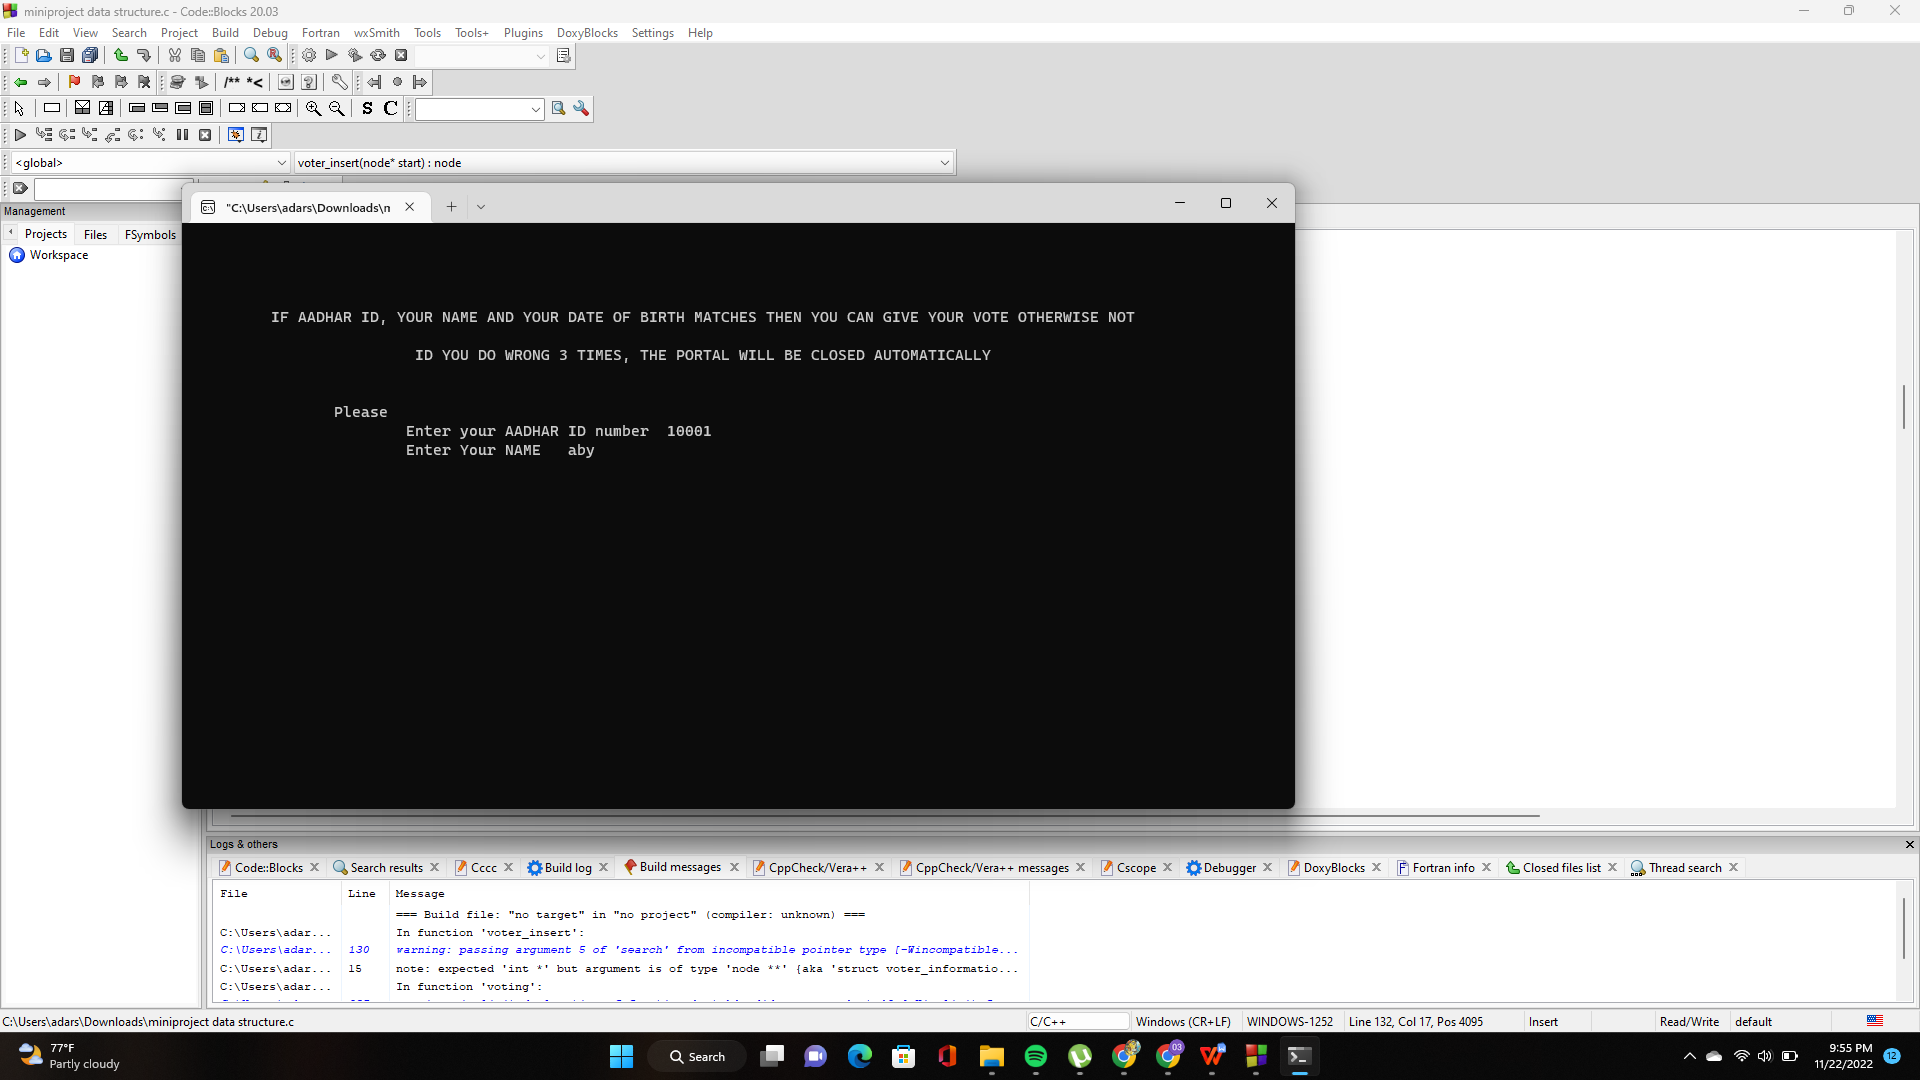 miniproject data structure.c - Code::Blocks 20.03
File Edit View Search Project Build Debug Fortran wxSmith Tools Tools+ Plugins DoxyBlocks Settings Help
/** *<
S C
<global> voter_insert(node* start) : node
Management
Projects Files FSymbols
Workspace
"C:\Users\adars\Downloads\n
IF AADHAR ID, YOUR NAME AND YOUR DATE OF BIRTH MATCHES THEN YOU CAN GIVE YOUR VOTE OTHERWISE NOT
ID YOU DO WRONG 3 TIMES, THE PORTAL WILL BE CLOSED AUTOMATICALLY
Please
Enter your AADHAR ID number 10001
Enter Your NAME aby
Logs & others
Code::Blocks Search results Cccc Build log Build messages CppCheck/Vera++ CppCheck/Vera++ messages Cscope Debugger DoxyBlocks Fortran info Closed files list Thread search
File Line Message
=== Build file: "no target" in "no project" (compiler: unknown) ===
C:\Users\adar... In function 'voter_insert':
C:\Users\adar... 130 warning: passing argument 5 of 'search' from incompatible pointer type [-Wincompatible...
C:\Users\adar... 15 note: expected 'int *' but argument is of type 'node **' {aka 'struct voter_informatio...
C:\Users\adar... In function 'voting':
C:\Users\adars\Downloads\miniproject data structure.c C/C++ Windows (CR+LF) WINDOWS-1252 Line 132, Col 17, Pos 4095 Insert Read/Write default
77°F
Partly cloudy
Search
03
9:55 PM
11/22/2022
12